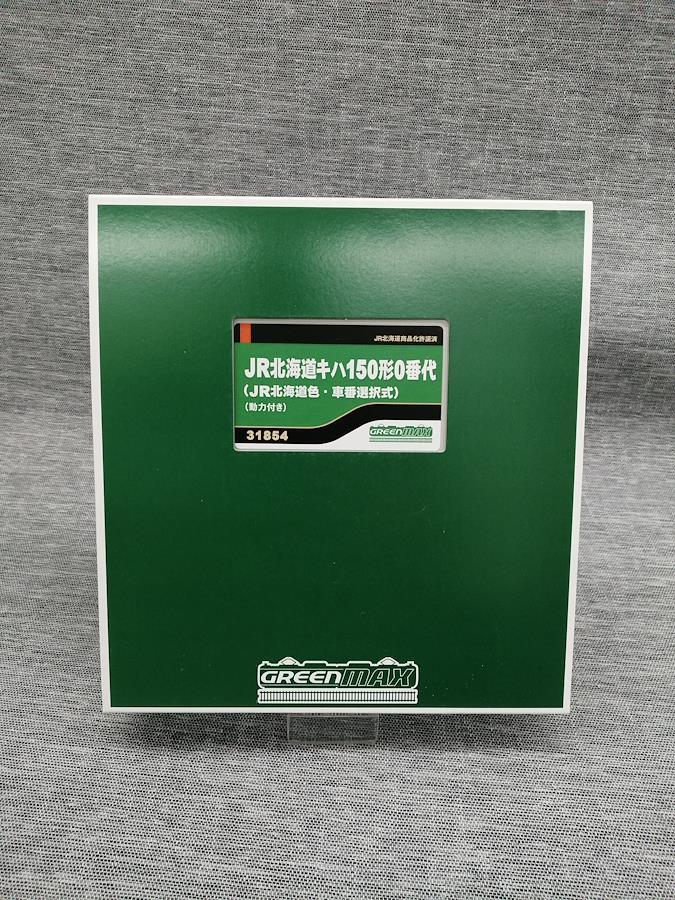 JR北海道商品化許諾済
JR北海道キハ150形0番代
(JR北海道色・車番選択式)
(動力付き)
31854
GREENMAX
GREENMAX